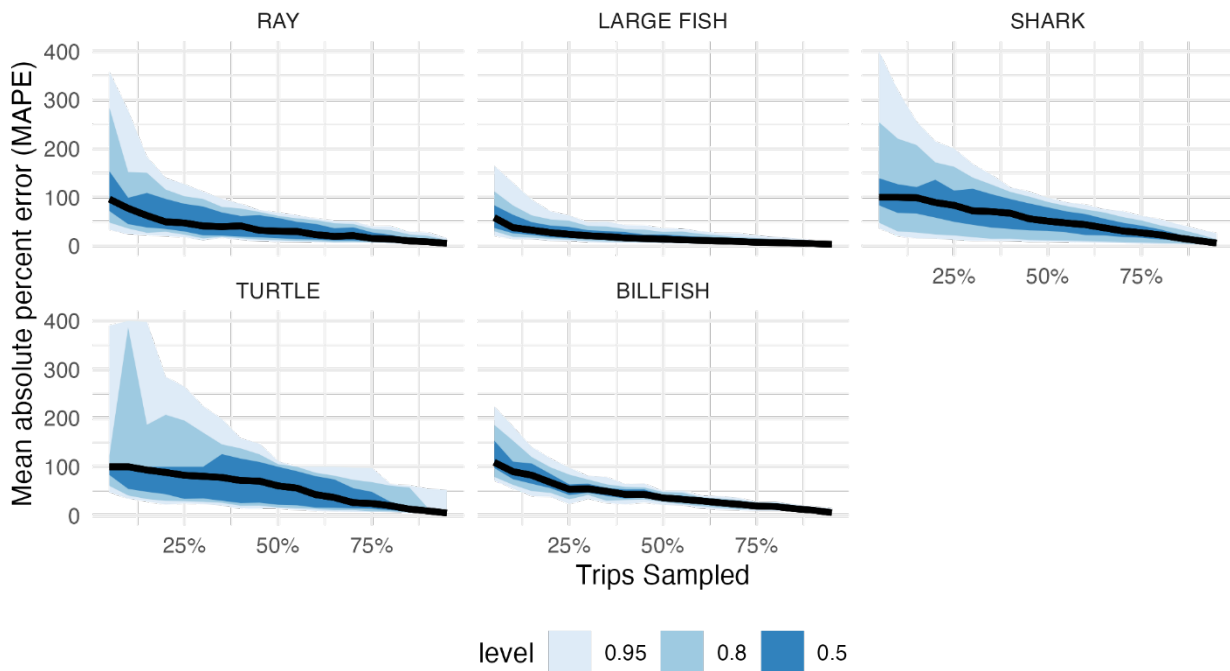 RAY
LARGE FISH
SHARK
Mean absolute percent error (MAPE)
400
300
200
100
0
25%
50%
75%
TURTLE
BILLFISH
400
300
200
100
0
25%
50%
75%
25%
50%
75%
Trips Sampled
level
0.95
0.8
0.5